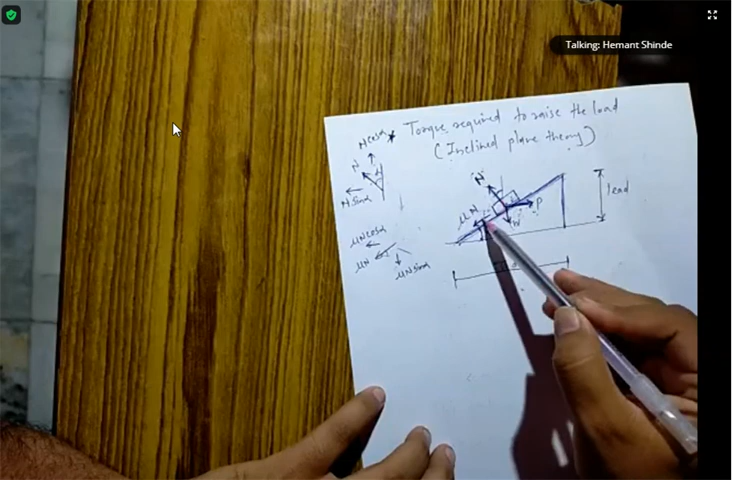 Talking: Hemant Shinde
* Torque required to raise the load
(Inclined plane theory)
N cosα
N
α
N sinα
N
μN
P
W
lead
μN cosα
μN
μN sinα